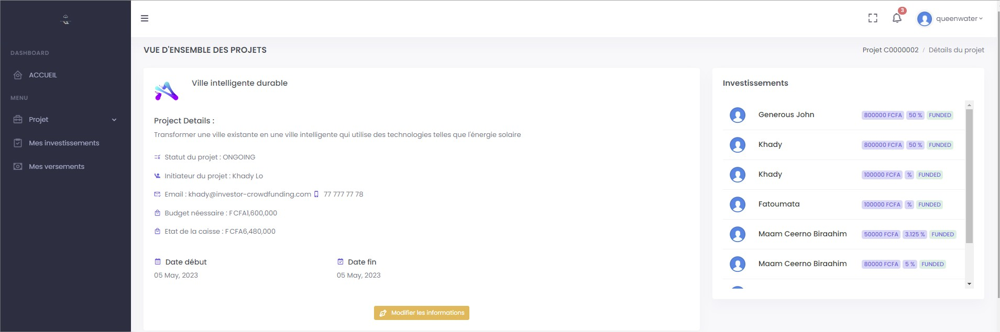 3
queenwater
DASHBOARD
ACCUEIL
MENU
Projet
Mes investissements
Mes versements
VUE D'ENSEMBLE DES PROJETS
Projet C0000002 / Détails du projet
Ville intelligente durable
Project Details :
Transformer une ville existante en une ville intelligente qui utilise des technologies telles que l'énergie solaire
Statut du projet : ONGOING
Initiateur du projet : Khady Lo
Email : khady@investor-crowdfunding.com 77 777 77 78
Budget néessaire : F CFA1,600,000
Etat de la caisse : F CFA6,480,000
Date début
05 May, 2023
Date fin
05 May, 2023
Modifier les informations
Investissements
Generous John 800000 FCFA 50 % FUNDED
Khady 800000 FCFA 50 % FUNDED
Khady 100000 FCFA % FUNDED
Fatoumata 100000 FCFA % FUNDED
Maam Ceerno Biraahim 50000 FCFA 3.125 % FUNDED
Maam Ceerno Biraahim 80000 FCFA 5 % FUNDED